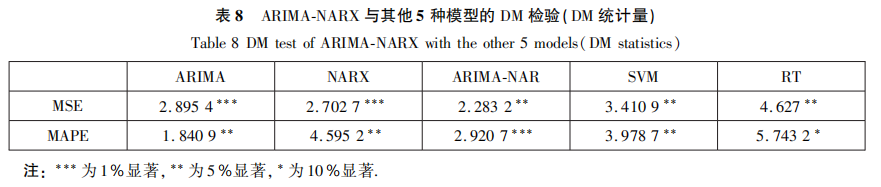 表 8 ARIMA-NARX 与其他 5 种模型的 DM 检验( DM 统计量)
Table 8 DM test of ARIMA-NARX with the other 5 models( DM statistics)
ARIMA NARX ARIMA-NAR SVM RT
MSE 2.895 4 *** 2.702 7 *** 2.283 2 ** 3.410 9 ** 4.627 **
MAPE 1.840 9 ** 4.595 2 ** 2.920 7 *** 3.978 7 ** 5.743 2 *
注: *** 为 1%显著, ** 为 5%显著, * 为 10%显著.